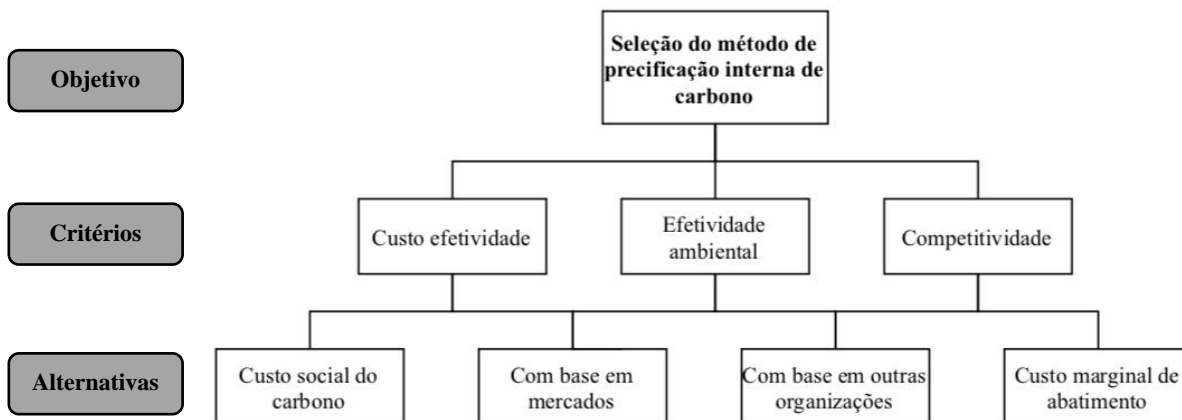 Objetivo
Seleção do método de
precificação interna de
carbono
Critérios
Custo efetividade
Efetividade
ambiental
Competitividade
Alternativas
Custo social do
carbono
Com base em
mercados
Com base em outras
organizações
Custo marginal de
abatimento